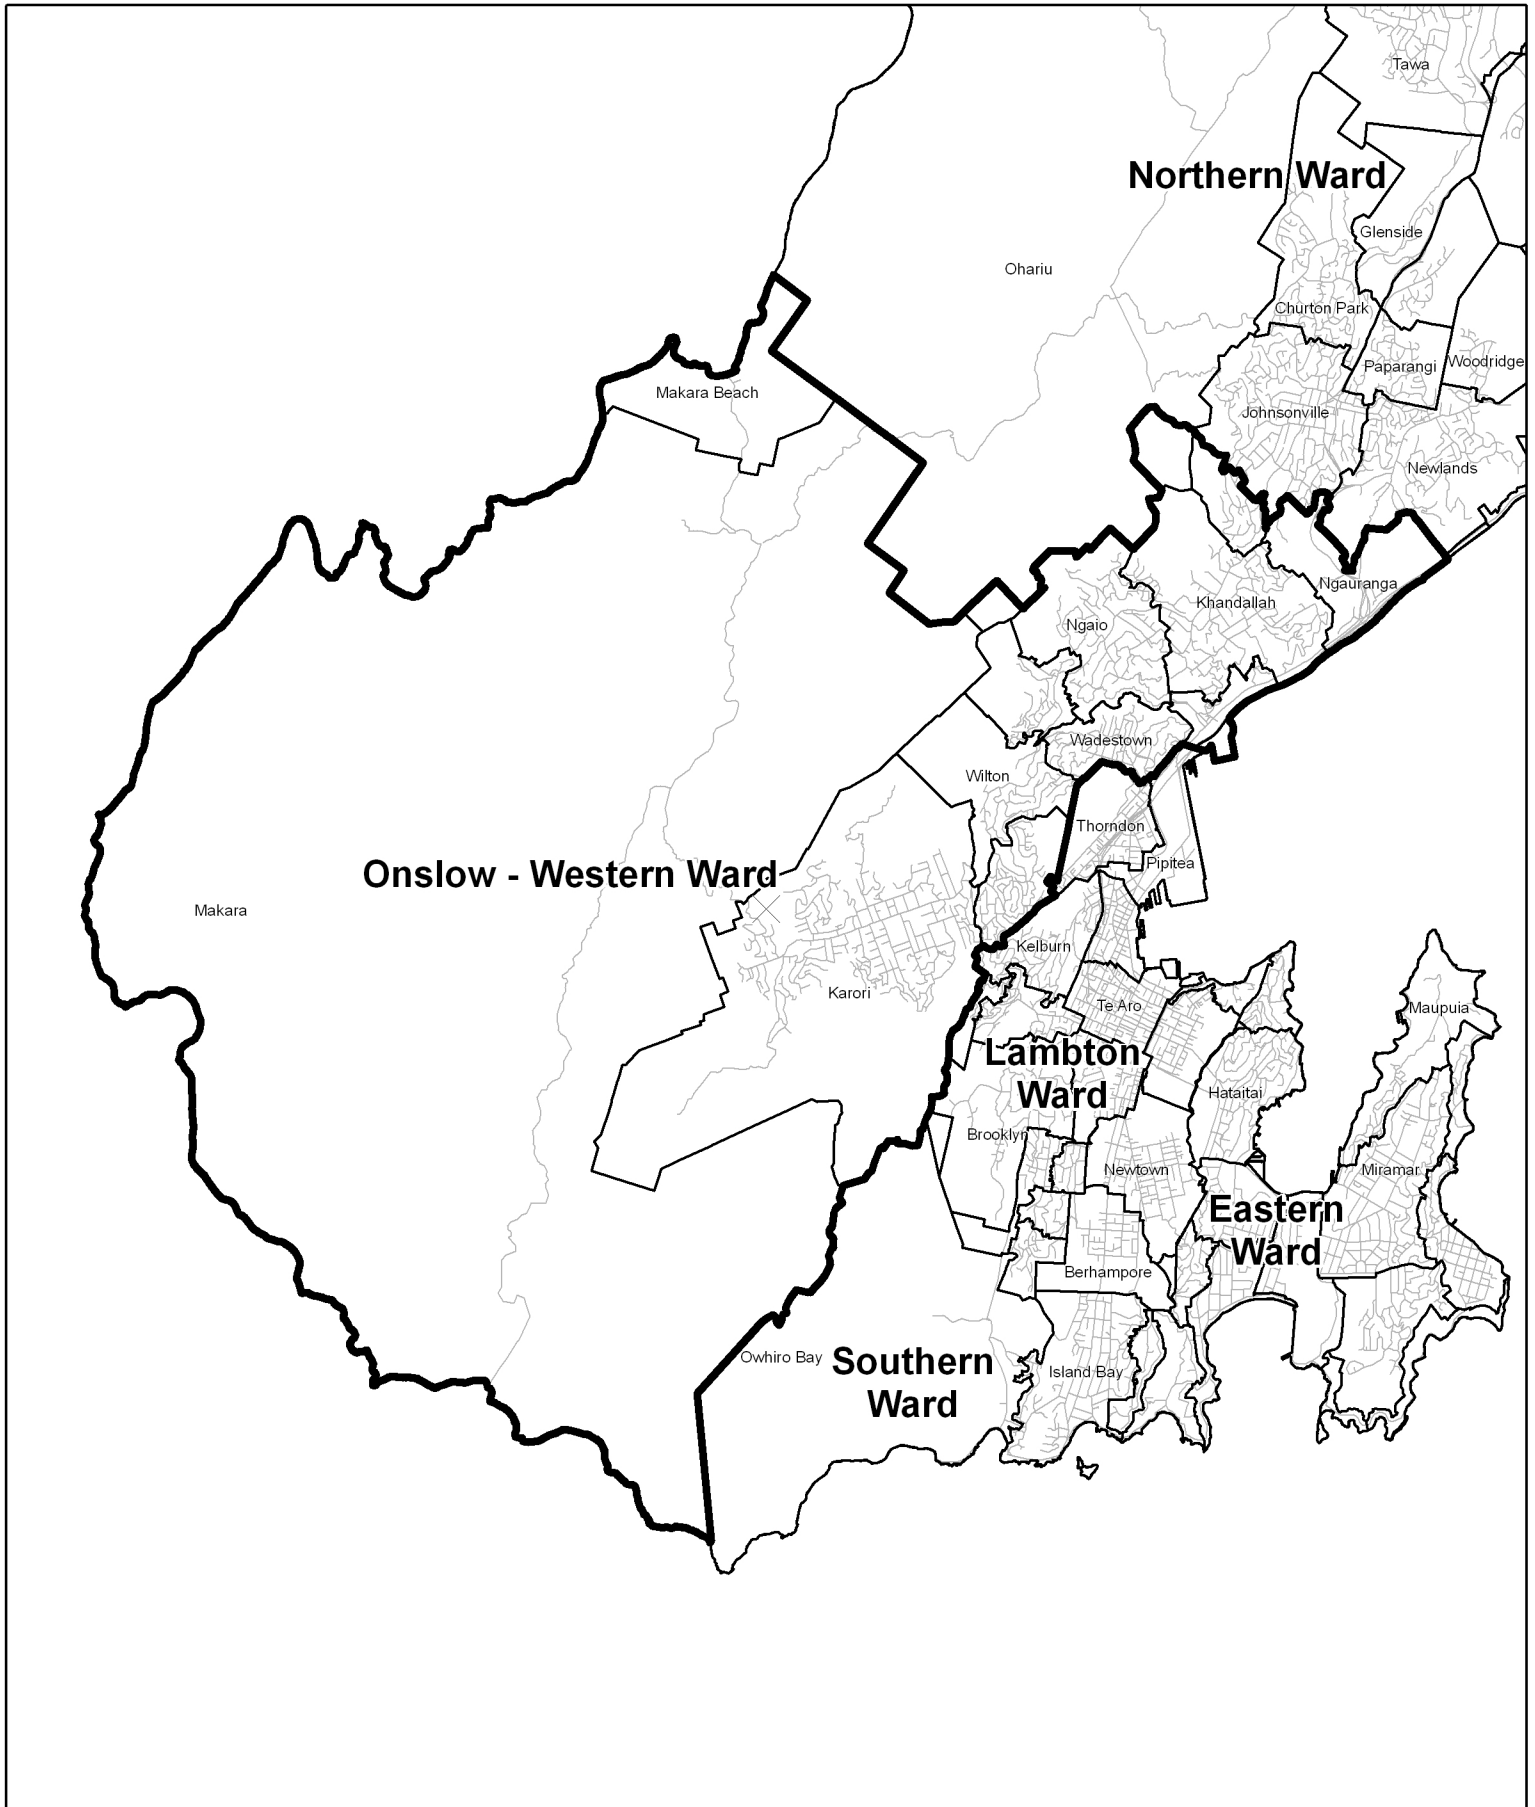 Tawa
Northern Ward
Glenside
Ohariu
Churton Park
Paparangi
Woodridge
Makara Beach
Johnsonville
Newlands
Ngauranga
Khandallah
Ngaio
Wadestown
Wilton
Thorndon
Pipitea
Onslow - Western Ward
Makara
Kelburn
Karori
Te Aro
Maupuia
Lambton
Ward
Hataitai
Brooklyn
Newtown
Miramar
Eastern
Ward
Berhampore
Owhiro Bay
Southern
Ward
Island Bay